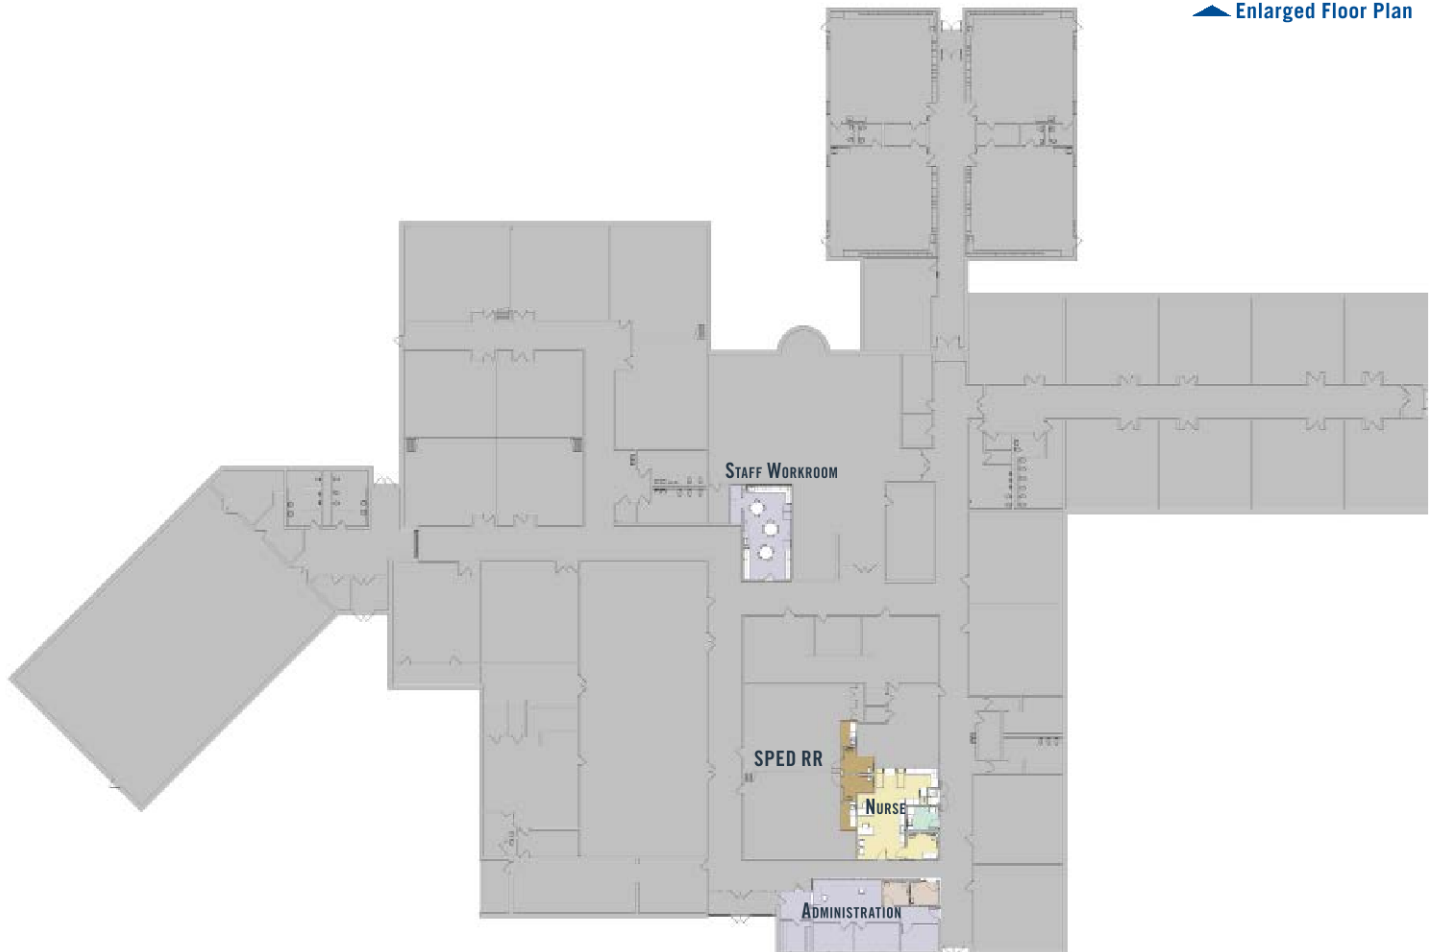 Enlarged Floor Plan
STAFF WORKROOM
SPED RR
NURSE
ADMINISTRATION